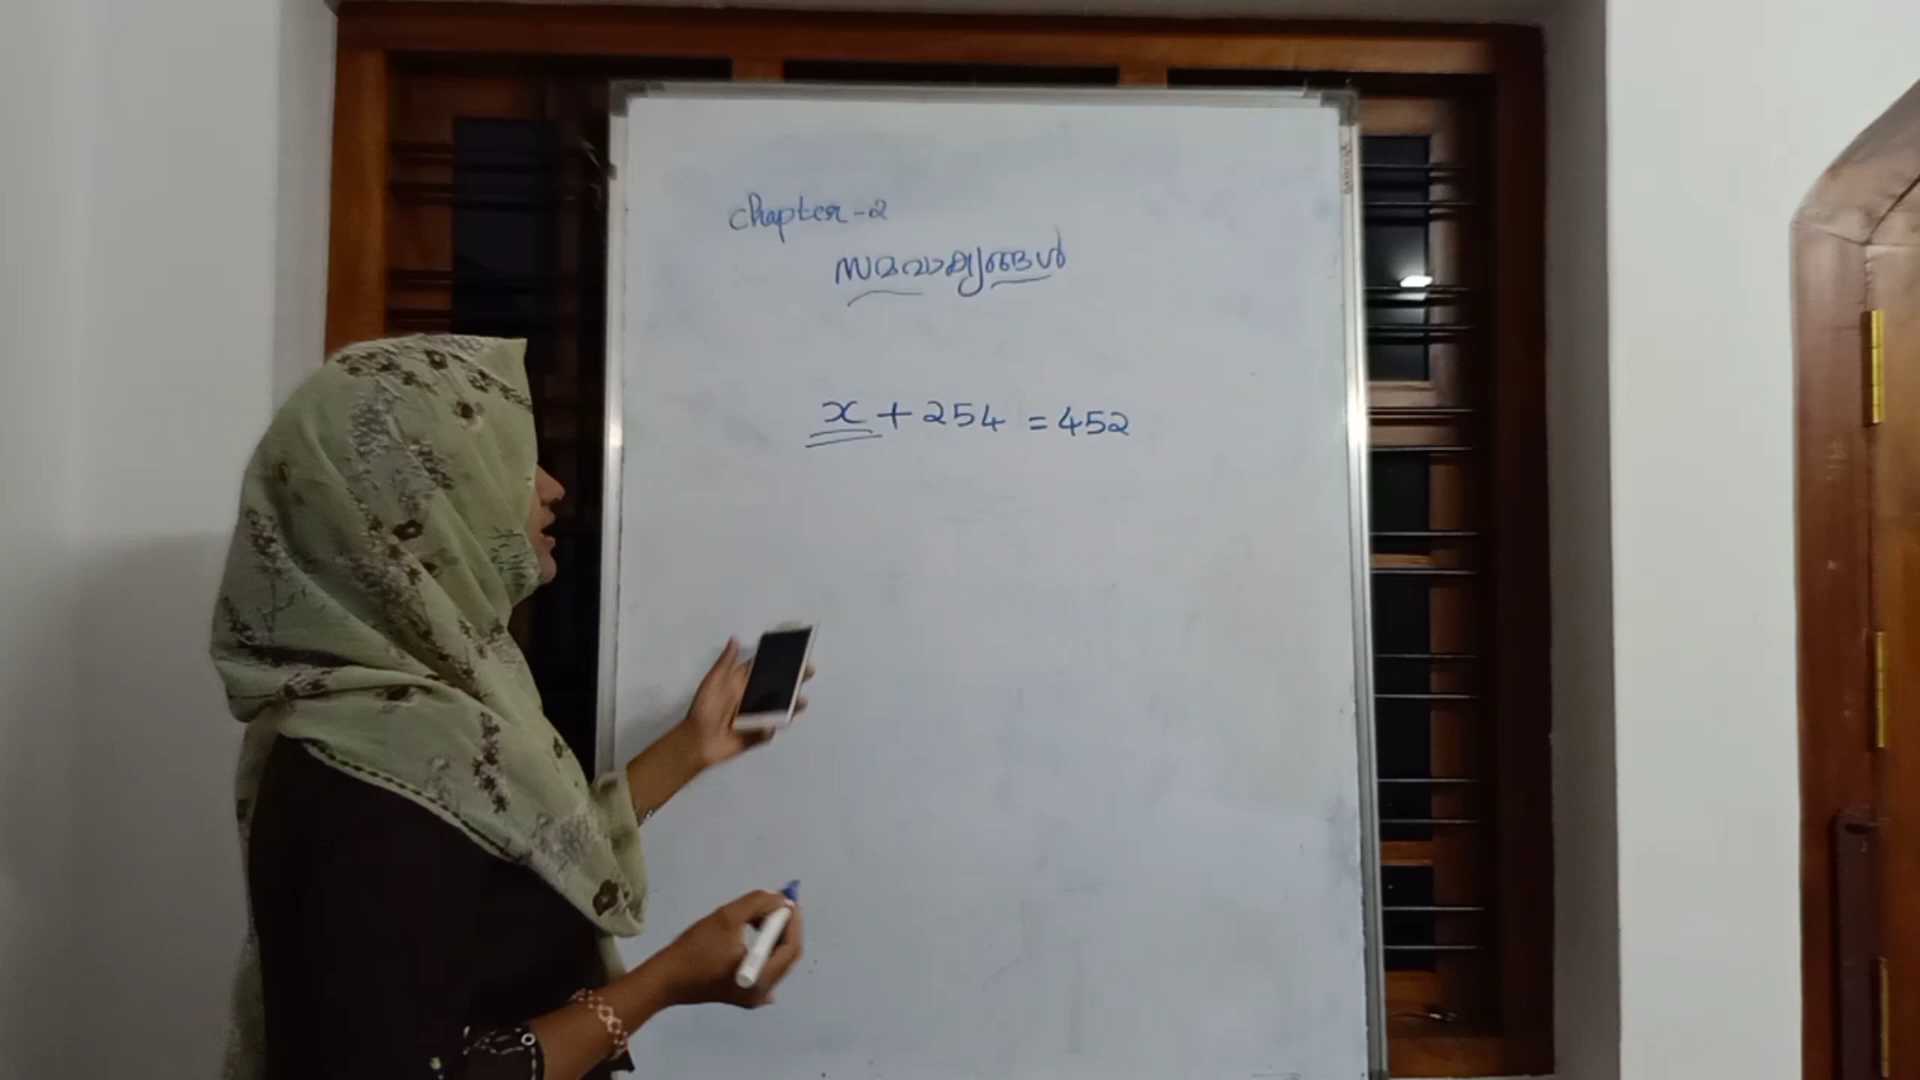 Chapter-2
സമവാക്യങ്ങൾ
x + 254 = 452